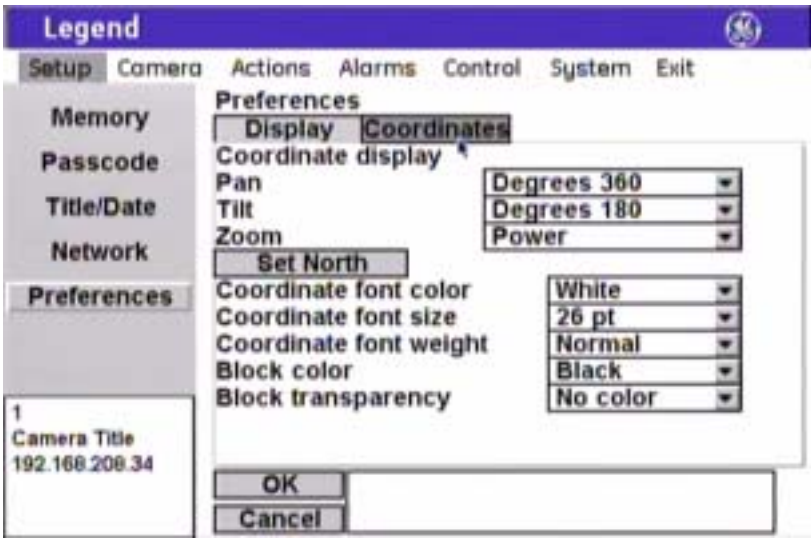 Legend
GE
Setup Camera Actions Alarms Control System Exit
Memory
Passcode
Title/Date
Network
Preferences
1
Camera Title
192.168.208.34
Preferences
Display Coordinates
Coordinate display
Pan Degrees 360
Tilt Degrees 180
Zoom Power
Set North
Coordinate font color White
Coordinate font size 26 pt
Coordinate font weight Normal
Block color Black
Block transparency No color
OK
Cancel